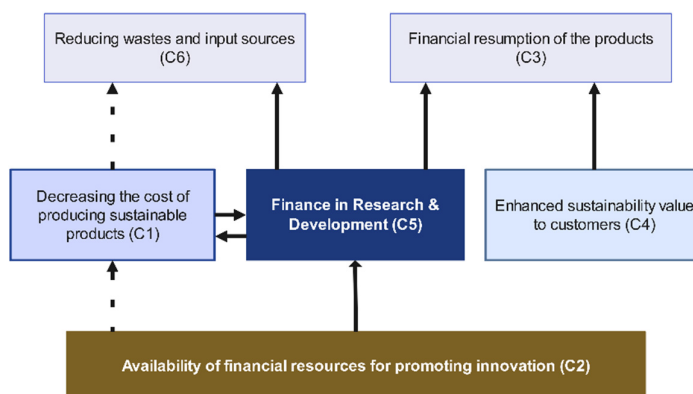 Reducing wastes and input sources
(C6)
Financial resumption of the products
(C3)
Decreasing the cost of
producing sustainable
products (C1)
Finance in Research &
Development (C5)
Enhanced sustainability value
to customers (C4)
Availability of financial resources for promoting innovation (C2)